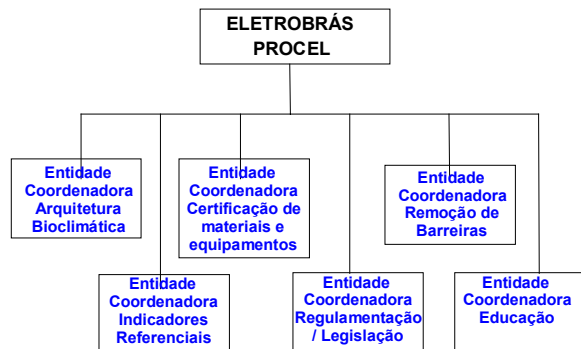 ELETROBRÁS
PROCEL
Entidade
Coordenadora
Arquitetura
Bioclimática
Entidade
Coordenadora
Certificação de
materiais e
equipamentos
Entidade
Coordenadora
Remoção de
Barreiras
Entidade
Coordenadora
Indicadores
Referenciais
Entidade
Coordenadora
Regulamentação
/ Legislação
Entidade
Coordenadora
Educação